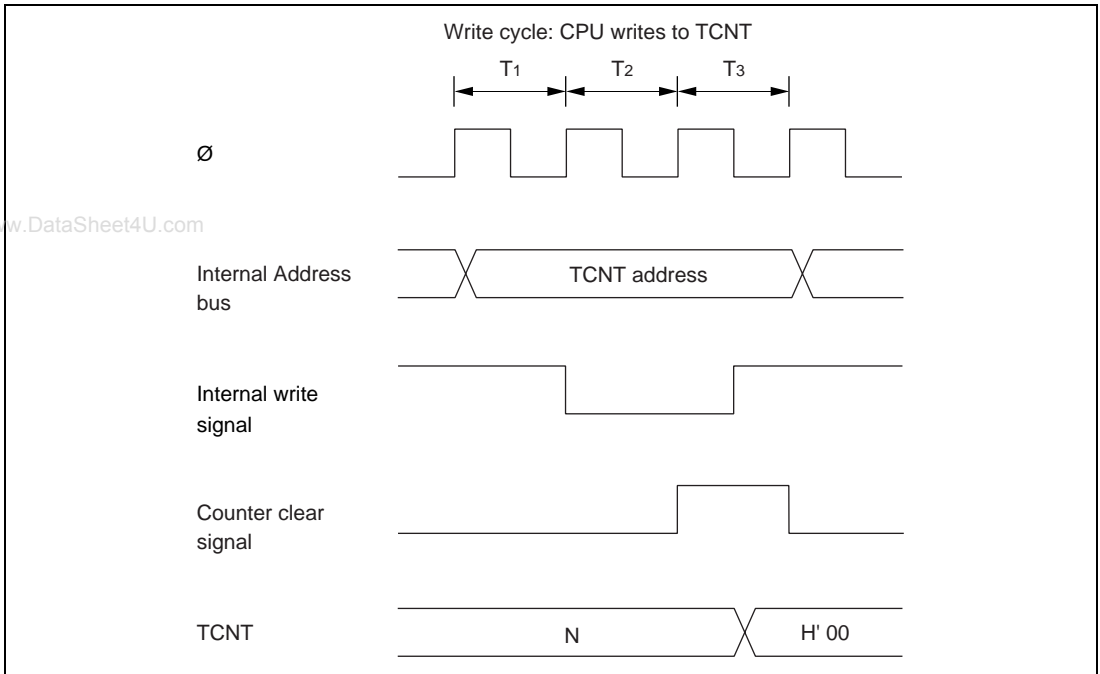 Write cycle: CPU writes to TCNT
T1 T2 T3
Ø
w.DataSheet4U.com
Internal Address
bus
TCNT address
Internal write
signal
Counter clear
signal
TCNT
N
H' 00